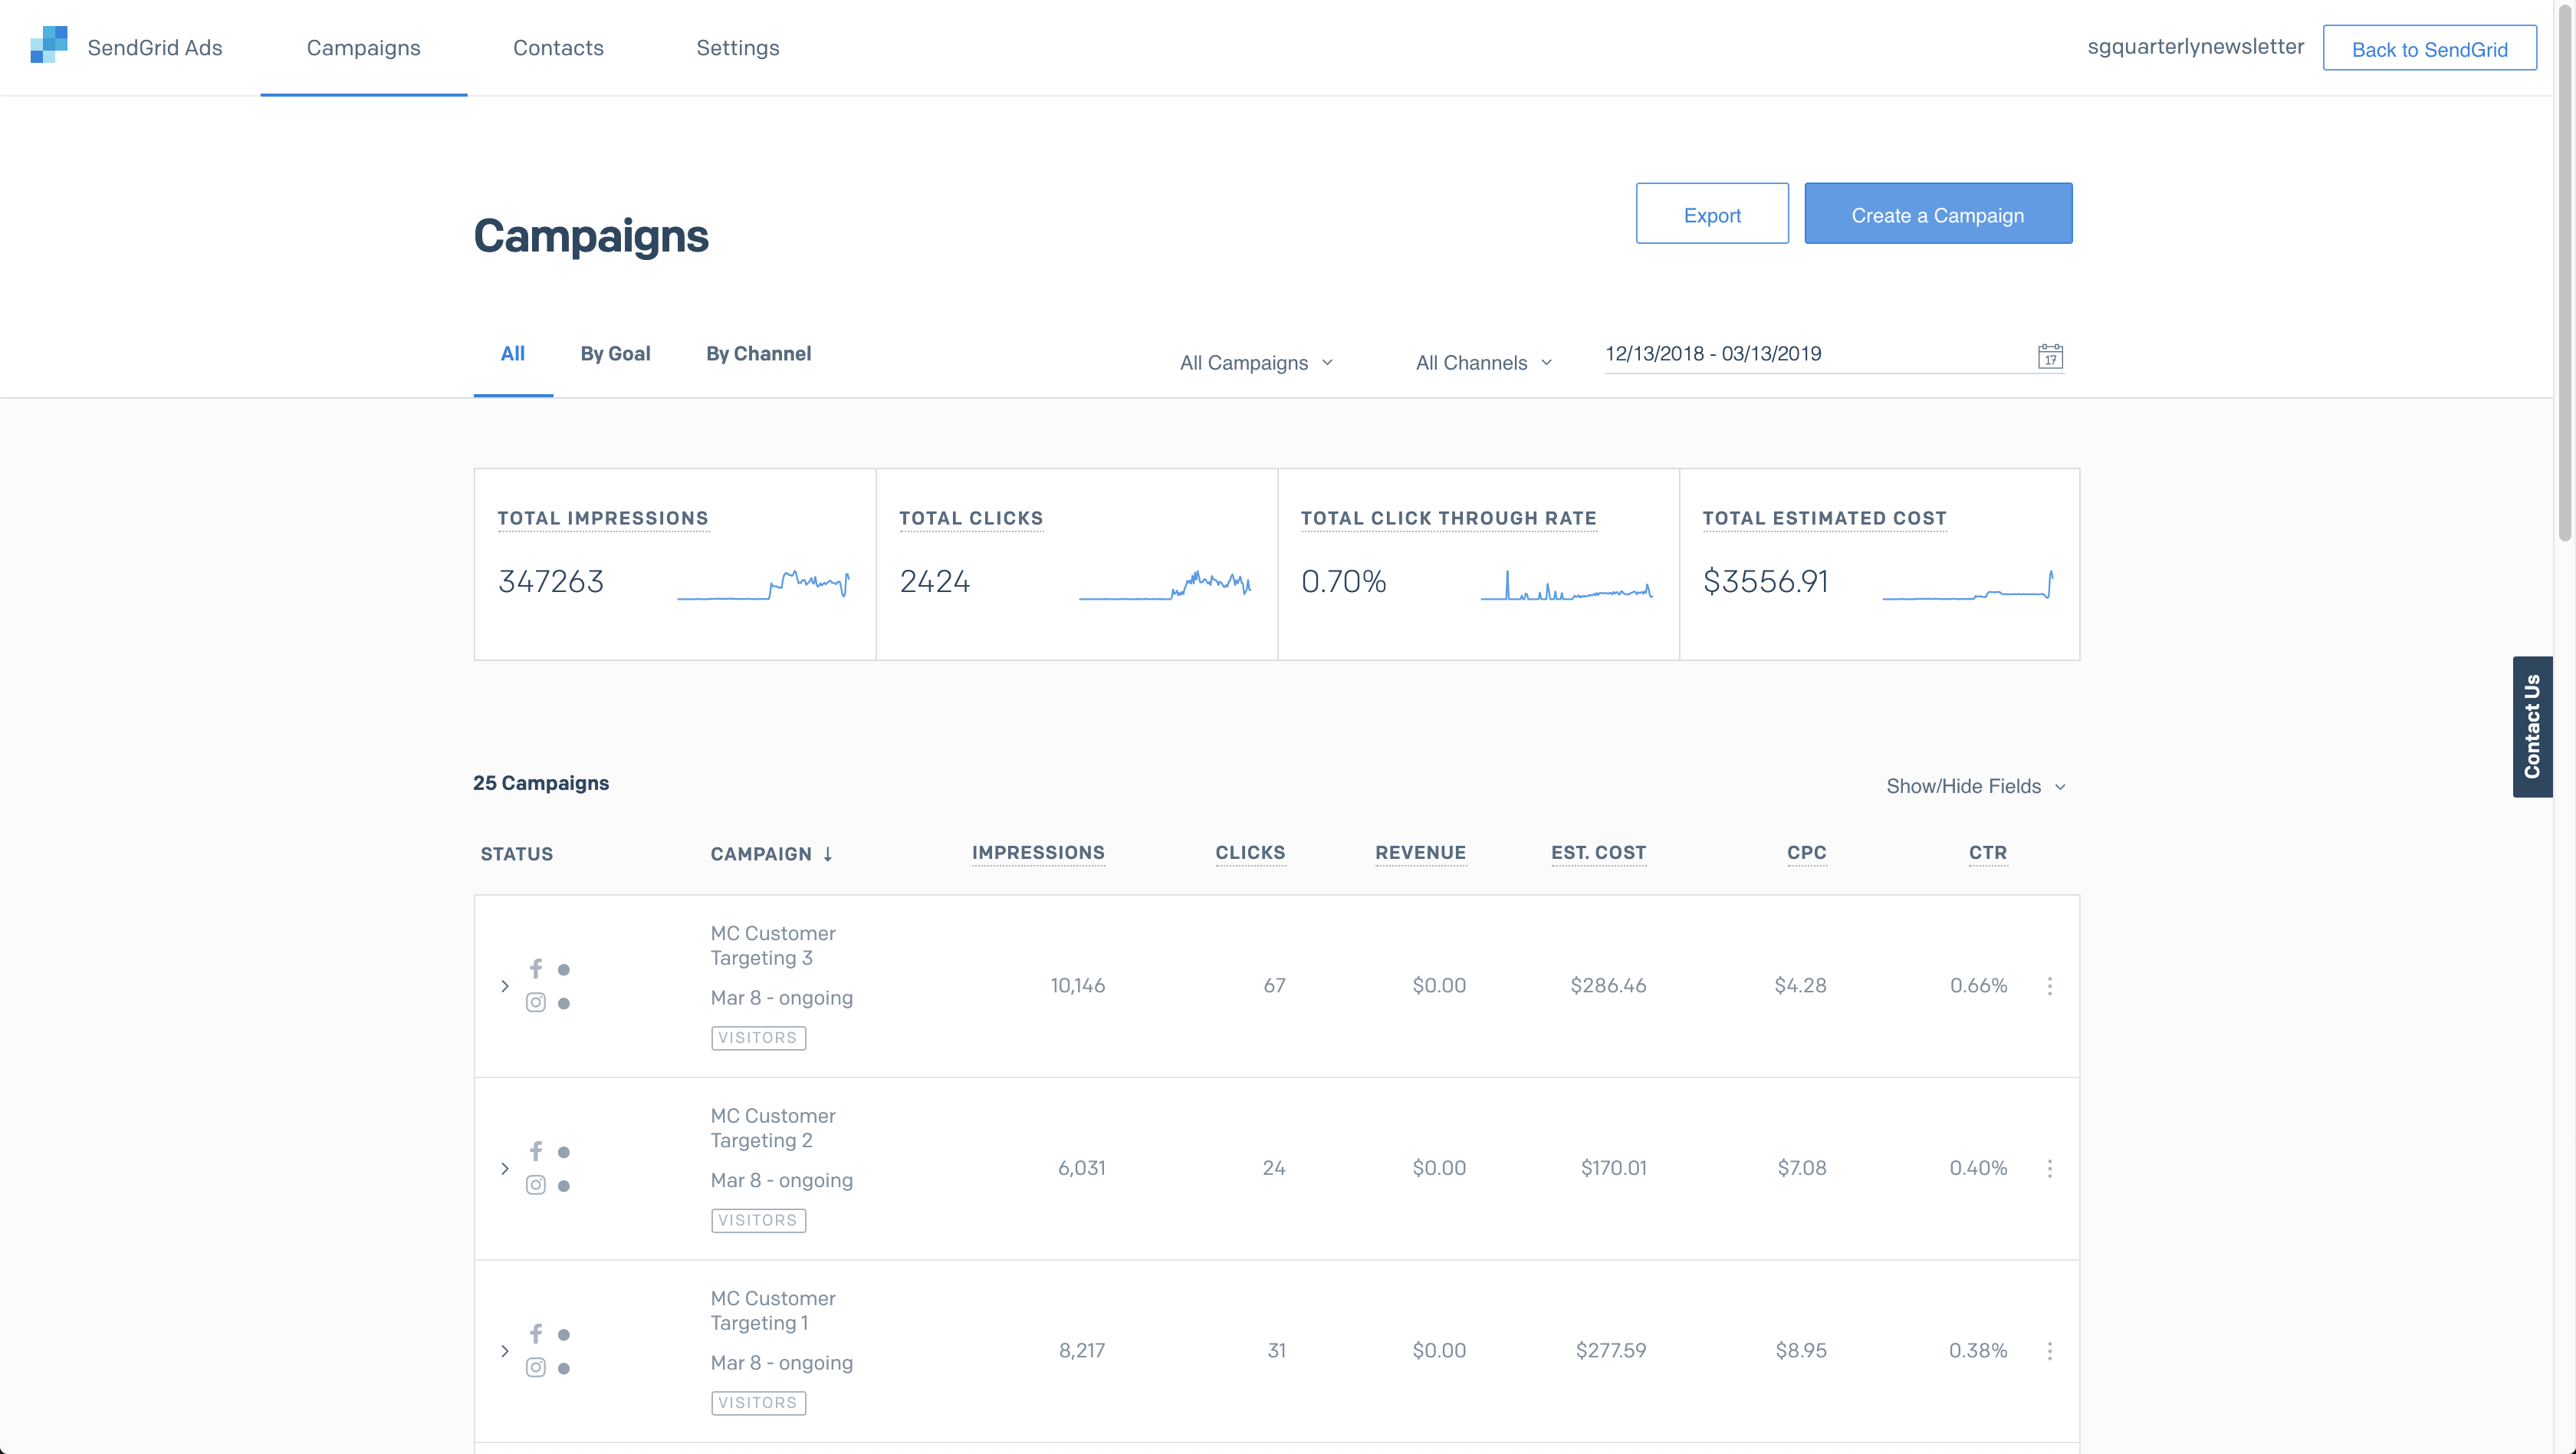 SendGrid Ads
Campaigns
Contacts
Settings
sgquarterlynewsletter
Back to SendGrid
Campaigns
Export
Create a Campaign
All
By Goal
By Channel
All Campaigns
All Channels
12/13/2018 - 03/13/2019
17
TOTAL IMPRESSIONS
347263
TOTAL CLICKS
2424
TOTAL CLICK THROUGH RATE
0.70%
TOTAL ESTIMATED COST
$3556.91
Contact Us
25 Campaigns
Show/Hide Fields
STATUS CAMPAIGN ↓ IMPRESSIONS CLICKS REVENUE EST. COST CPC CTR
MC Customer
Targeting 3
Mar 8 - ongoing
VISITORS
10,146 67 $0.00 $286.46 $4.28 0.66%
MC Customer
Targeting 2
Mar 8 - ongoing
VISITORS
6,031 24 $0.00 $170.01 $7.08 0.40%
MC Customer
Targeting 1
Mar 8 - ongoing
VISITORS
8,217 31 $0.00 $277.59 $8.95 0.38%